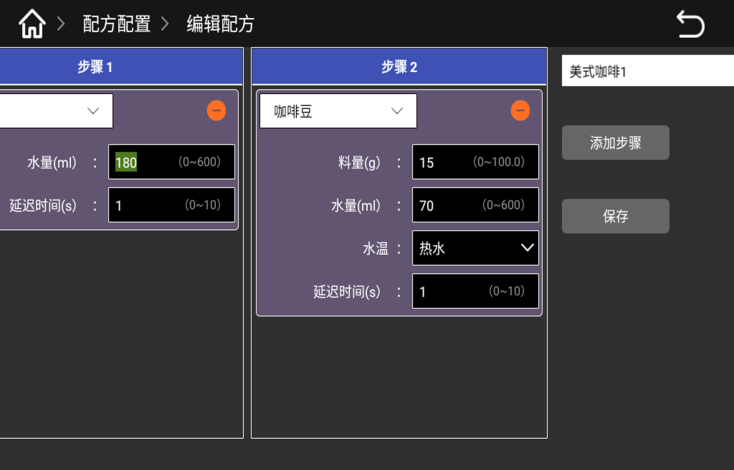 配方配置 编辑配方
步骤 1
水量(ml) ： 180 (0~600)
延迟时间(s) ： 1 (0~10)
步骤 2
咖啡豆
料量(g) ： 15 (0~100.0)
水量(ml) ： 70 (0~600)
水温 ： 热水
延迟时间(s) ： 1 (0~10)
美式咖啡1
添加步骤
保存